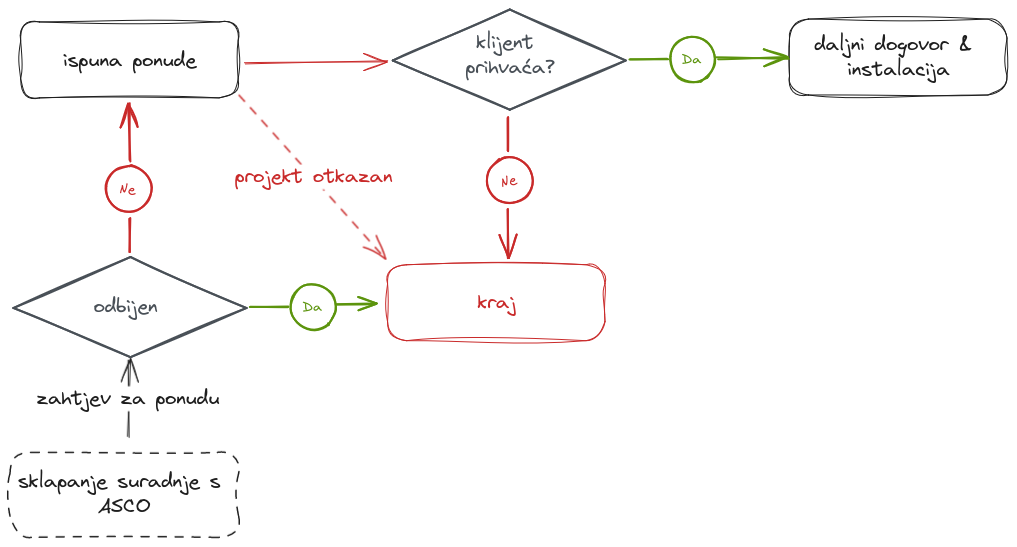 ispuna ponude
klijent
prihvaća?
Da
daljni dogovor &
instalacija
Ne
projekt otkazan
Ne
odbijen
Da
kraj
zahtjev za ponudu
sklapanje suradnje s
ASCO